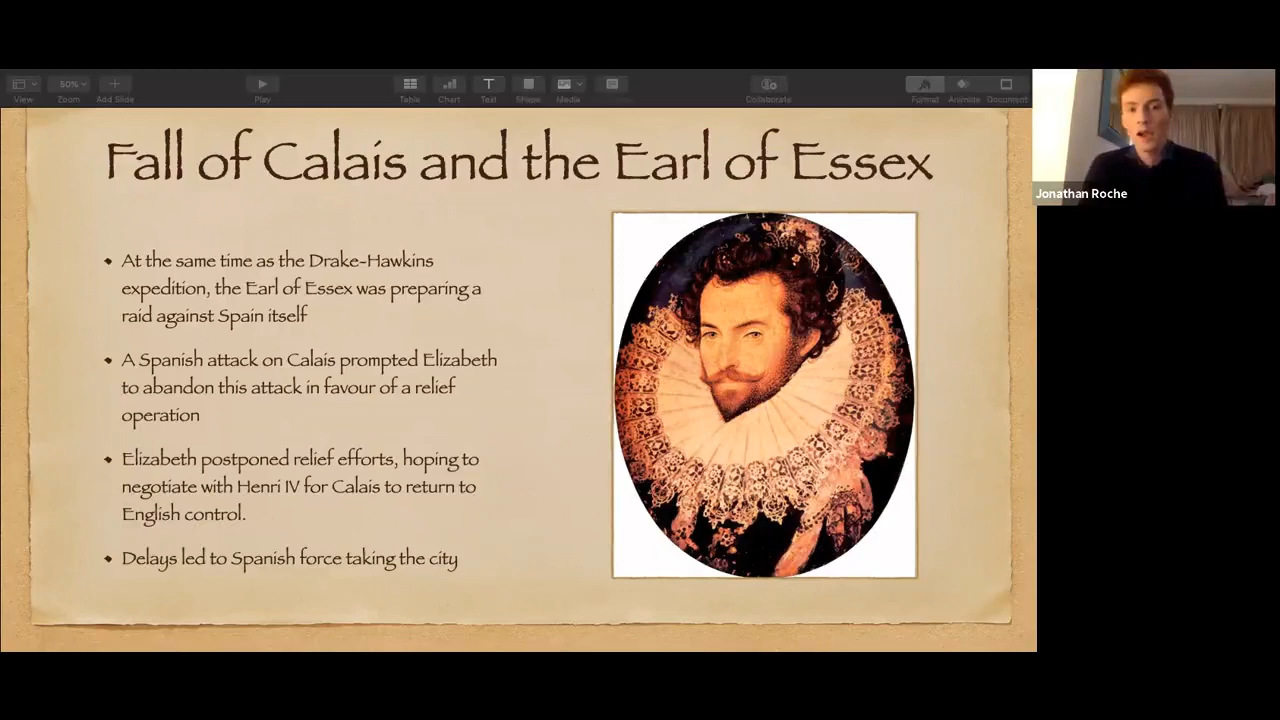 50%
View
Zoom
Add Slide
Play
Table
Chart
Text
Shape
Media
Collaborate
Format
Animate
Document
Jonathan Roche
Fall of Calais and the Earl of Essex
At the same time as the Drake-Hawkins
expedition, the Earl of Essex was preparing a
raid against Spain itself
A Spanish attack on Calais prompted Elizabeth
to abandon this attack in favour of a relief
operation
Elizabeth postponed relief efforts, hoping to
negotiate with Henri IV for Calais to return to
English control.
Delays led to Spanish force taking the city